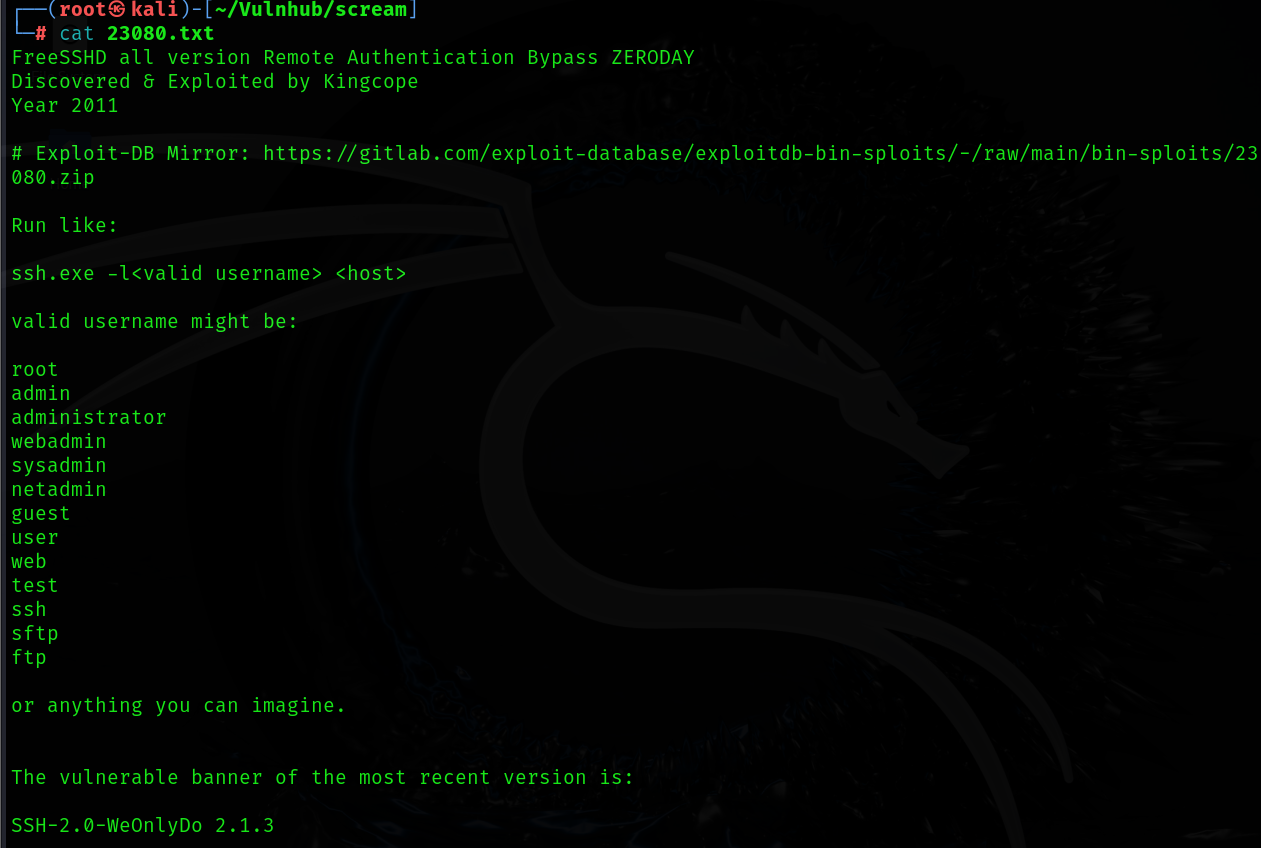 ┌──(root㉿kali)-[~/Vulnhub/scream]
└─# cat 23080.txt
FreeSSHD all version Remote Authentication Bypass ZERODAY
Discovered & Exploited by Kingcope
Year 2011
# Exploit-DB Mirror: https://gitlab.com/exploit-database/exploitdb-bin-sploits/-/raw/main/bin-sploits/23
080.zip
Run like:
ssh.exe -l<valid username> <host>
valid username might be:
root
admin
administrator
webadmin
sysadmin
netadmin
guest
user
web
test
ssh
sftp
ftp
or anything you can imagine.
The vulnerable banner of the most recent version is:
SSH-2.0-WeOnlyDo 2.1.3